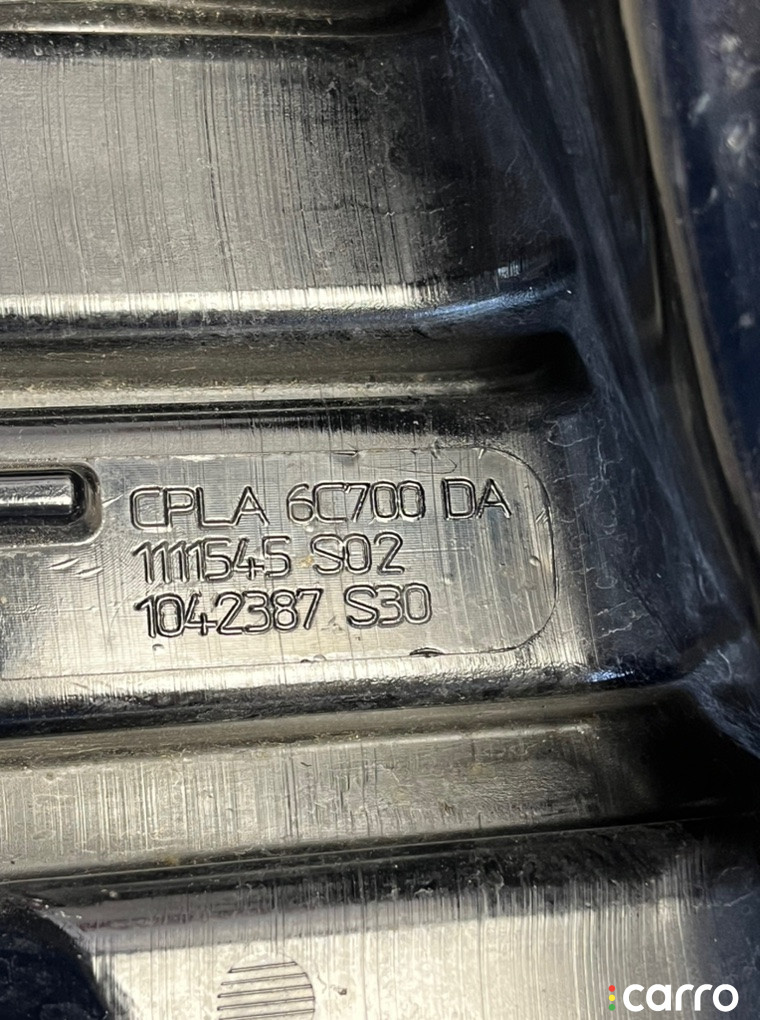 CPLA 6C700 DA
1111545 S02
1042387 S30
carro